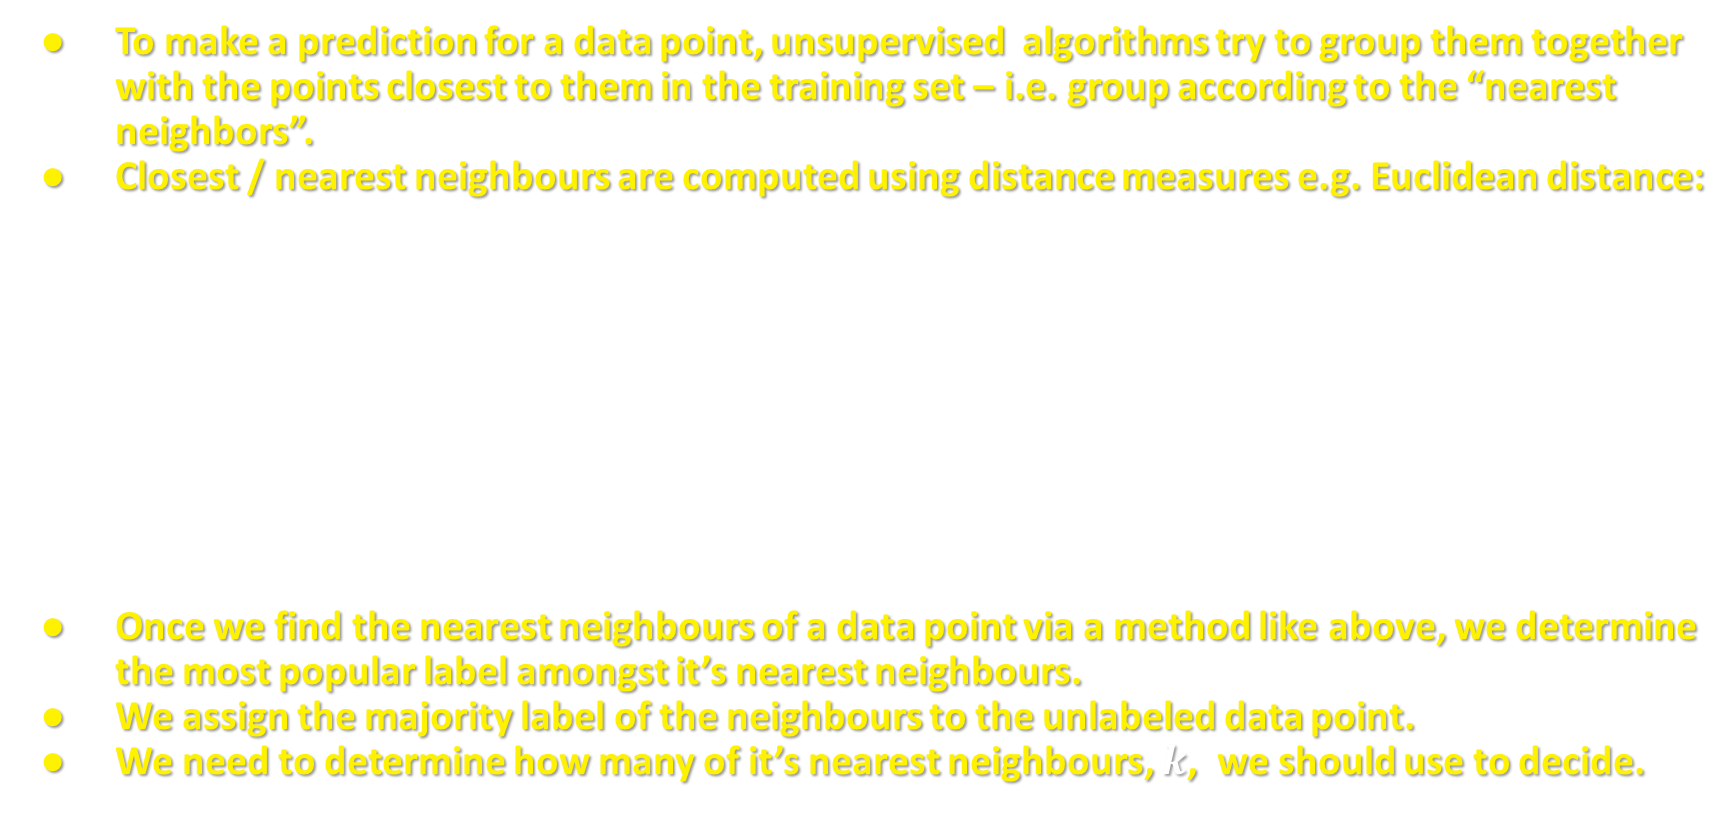 ● To make a prediction for a data point, unsupervised algorithms try to group them together
with the points closest to them in the training set – i.e. group according to the “nearest
neighbors”.
● Closest / nearest neighbours are computed using distance measures e.g. Euclidean distance:
● Once we find the nearest neighbours of a data point via a method like above, we determine
the most popular label amongst it’s nearest neighbours.
● We assign the majority label of the neighbours to the unlabeled data point.
● We need to determine how many of it’s nearest neighbours, k, we should use to decide.